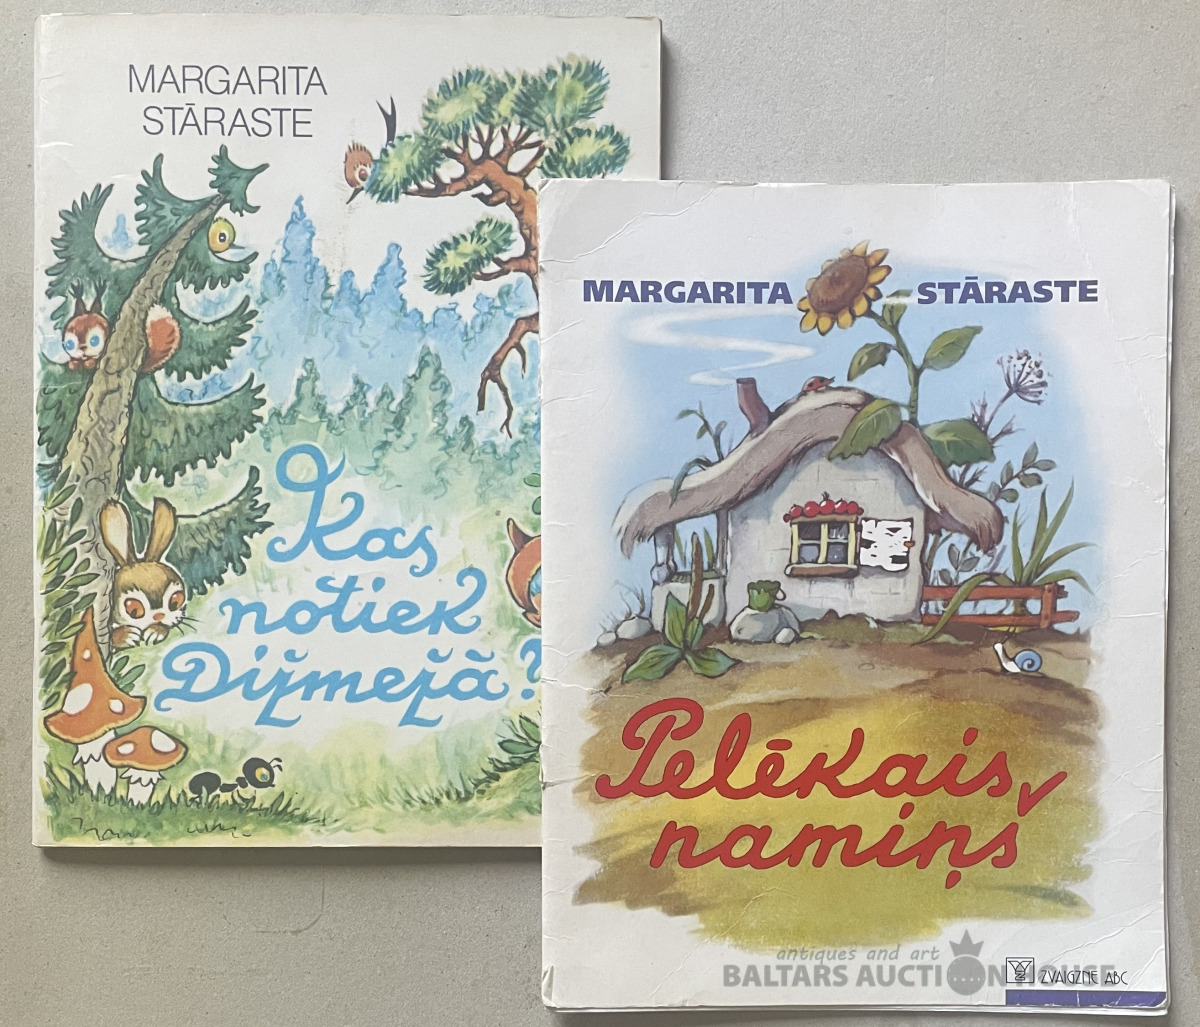 MARGARITA
STĀRASTE
Kas
notiek
Dižmežā?
MARGARITA STĀRASTE
Pelēkais
namiņš
antiques and art
BALTARS AUCTION HOUSE
ZVAIGZNE ABC